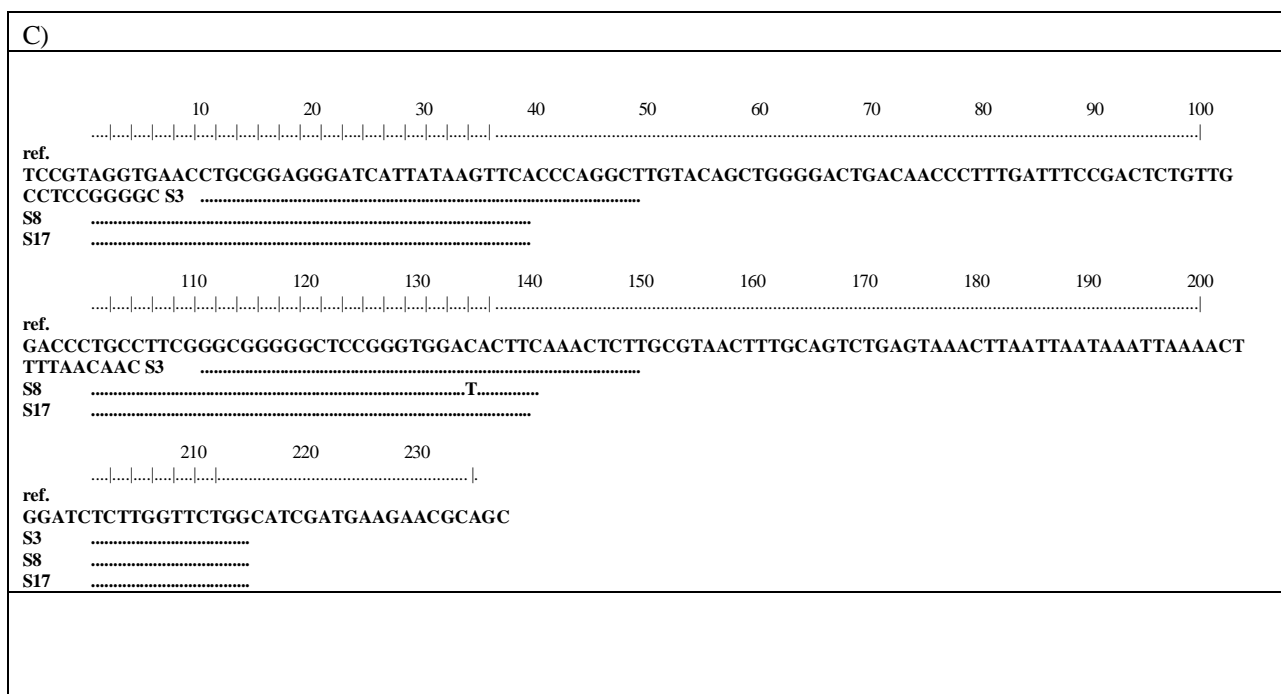 C)
10 20 30 40 50 60 70 80 90 100
....|....|....|....|....|....|....|....|....|....|....|....|....|....|....|....|....|....|....|....................................................................................................|
ref.
TCCGTAGGTGAACCTGCGGAGGGATCATTATAAGTTCACCCAGGCTTGTACAGCTGGGGACTGACAACCCTTTGATTTCCGACTCTGTTG
CCTCCGGGGC S3 ....................................................................................................
S8 ....................................................................................................
S17 ....................................................................................................
110 120 130 140 150 160 170 180 190 200
....|....|....|....|....|....|....|....|....|....|....|....|....|....|....|....|....|....|....|....................................................................................................|
ref.
GACCCTGCCTTCGGGCGGGGGCTCCGGGTGGACACTTCAAACTCTTGCGTAACTTTGCAGTCTGAGTAAACTTAATTAATAAATTAAAACT
TTTAACAAC S3 ....................................................................................................
S8 .....................................................................................T..............
S17 ....................................................................................................
210 220 230
....|....|....|....|....|....|.........................................................|.
ref.
GGATCTCTTGGTTCTGGCATCGATGAAGAACGCAGC
S3 ....................................
S8 ....................................
S17 ....................................